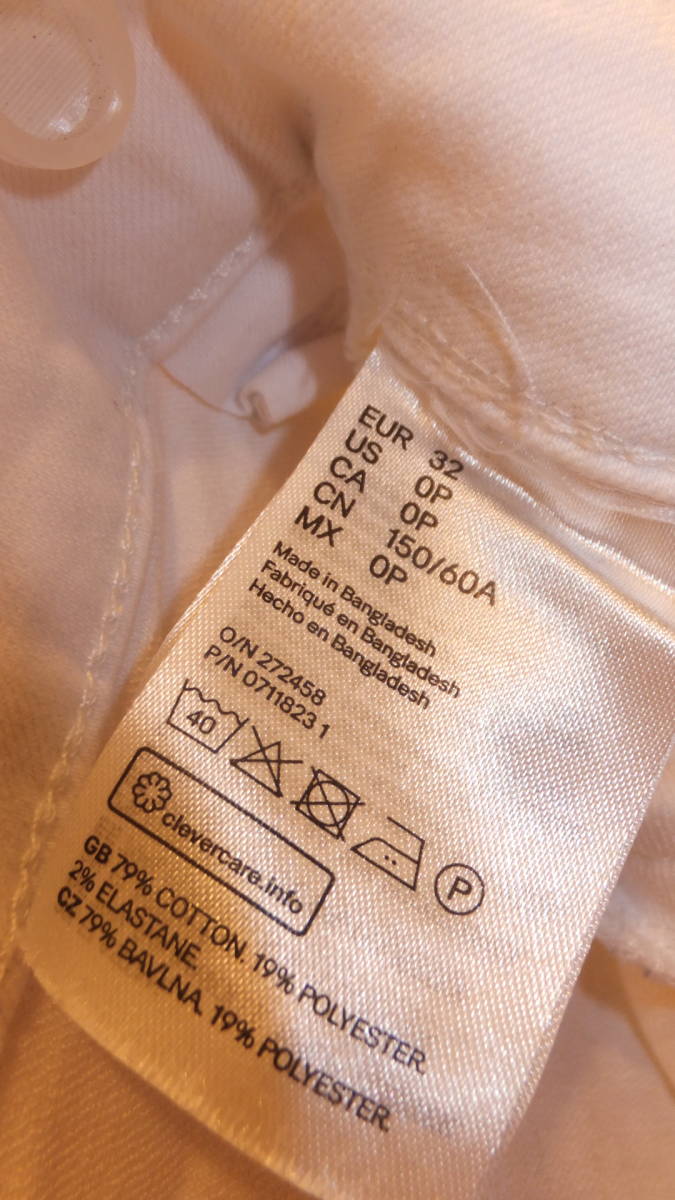 EUR 32
US 0P
CA 0P
CN 150/60A
MX 0P
Made in Bangladesh
Fabriqué en Bangladesh
Hecho en Bangladesh
O/N 272458
P/N 0711823 1
40
P
clevercare.info
GB 79% COTTON. 19% POLYESTER.
2% ELASTANE.
CZ 79% BAVLNA. 19% POLYESTER.